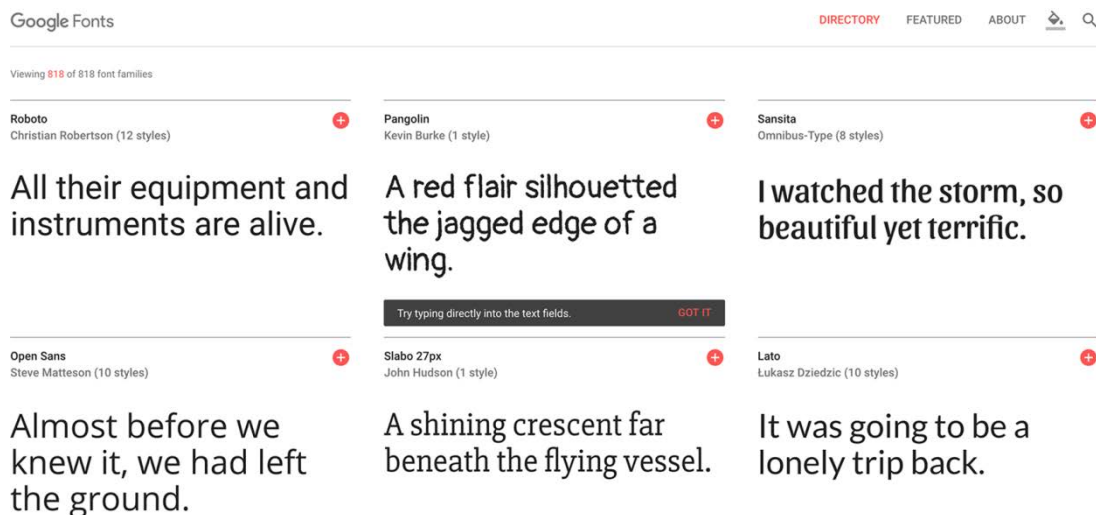 Google Fonts
DIRECTORY FEATURED ABOUT
Viewing 818 of 818 font families
Roboto
Christian Robertson (12 styles)
All their equipment and
instruments are alive.
Pangolin
Kevin Burke (1 style)
A red flair silhouetted
the jagged edge of a
wing.
Try typing directly into the text fields. GOT IT
Sansita
Omnibus-Type (8 styles)
I watched the storm, so
beautiful yet terrific.
Open Sans
Steve Matteson (10 styles)
Almost before we
knew it, we had left
the ground.
Slabo 27px
John Hudson (1 style)
A shining crescent far
beneath the flying vessel.
Lato
Łukasz Dziedzic (10 styles)
It was going to be a
lonely trip back.